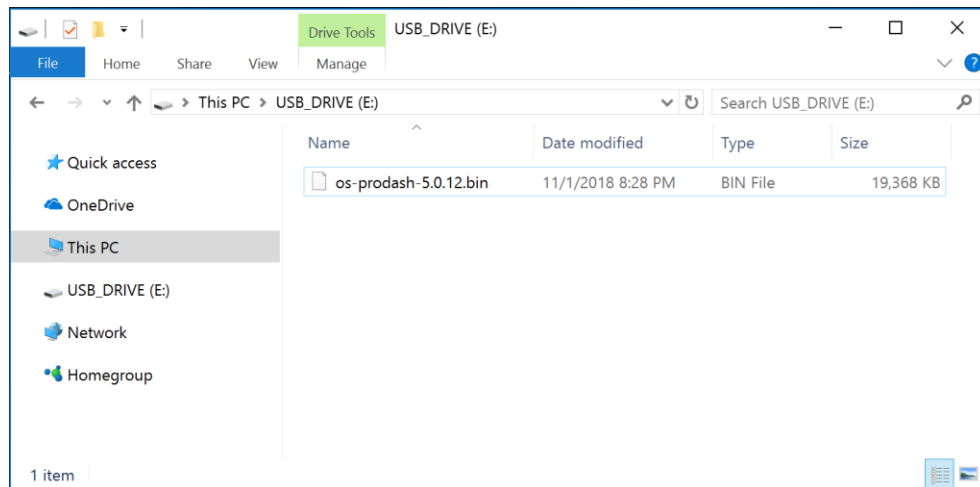 Drive Tools USB_DRIVE (E:)
File Home Share View Manage
This PC > USB_DRIVE (E:) Search USB_DRIVE (E:)
Name Date modified Type Size
os-prodash-5.0.12.bin 11/1/2018 8:28 PM BIN File 19,368 KB
Quick access
OneDrive
This PC
USB_DRIVE (E:)
Network
Homegroup
1 item